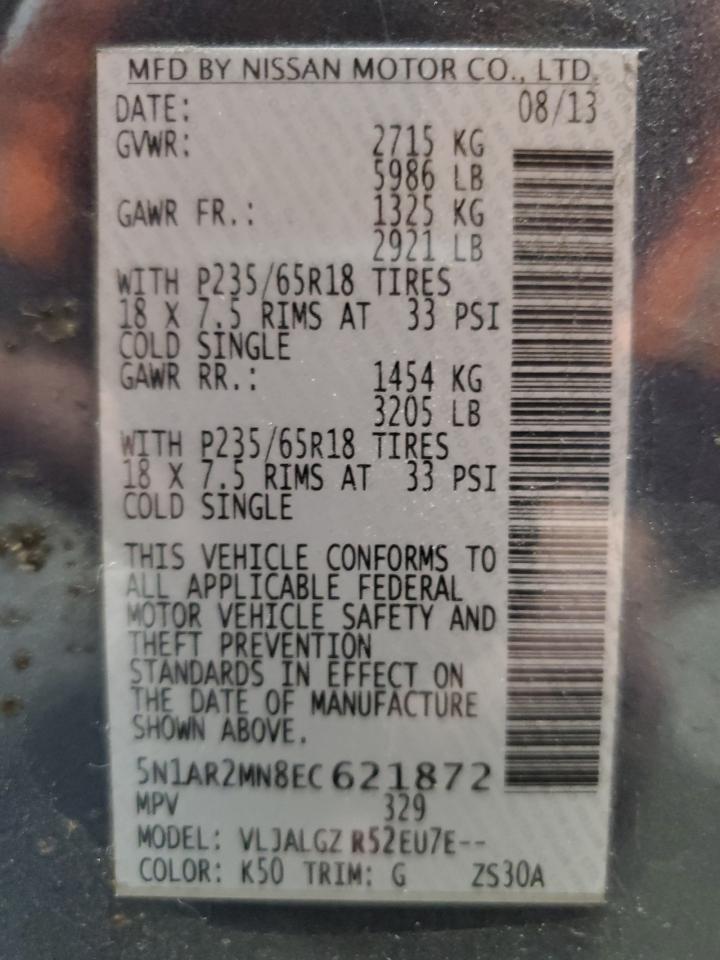 MFD BY NISSAN MOTOR CO., LTD.
DATE: 08/13
GVWR: 2715 KG
5986 LB
GAWR FR.: 1325 KG
2921 LB
WITH P235/65R18 TIRES
18 X 7.5 RIMS AT 33 PSI
COLD SINGLE
GAWR RR.: 1454 KG
3205 LB
WITH P235/65R18 TIRES
18 X 7.5 RIMS AT 33 PSI
COLD SINGLE
THIS VEHICLE CONFORMS TO
ALL APPLICABLE FEDERAL
MOTOR VEHICLE SAFETY AND
THEFT PREVENTION
STANDARDS IN EFFECT ON
THE DATE OF MANUFACTURE
SHOWN ABOVE.
5N1AR2MN8EC621872
MPV 329
MODEL: VLJALGZ R52EU7E--
COLOR: K50 TRIM: G ZS30A